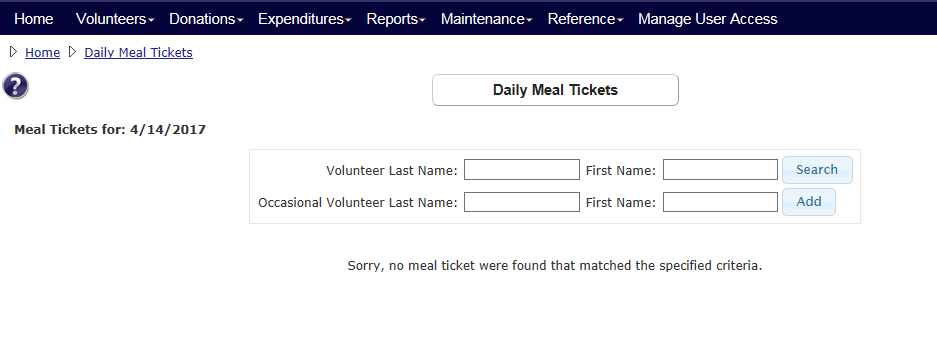 Home Volunteers Donations Expenditures Reports Maintenance Reference Manage User Access
Home Daily Meal Tickets
?
Daily Meal Tickets
Meal Tickets for: 4/14/2017
Volunteer Last Name: First Name: Search
Occasional Volunteer Last Name: First Name: Add
Sorry, no meal ticket were found that matched the specified criteria.